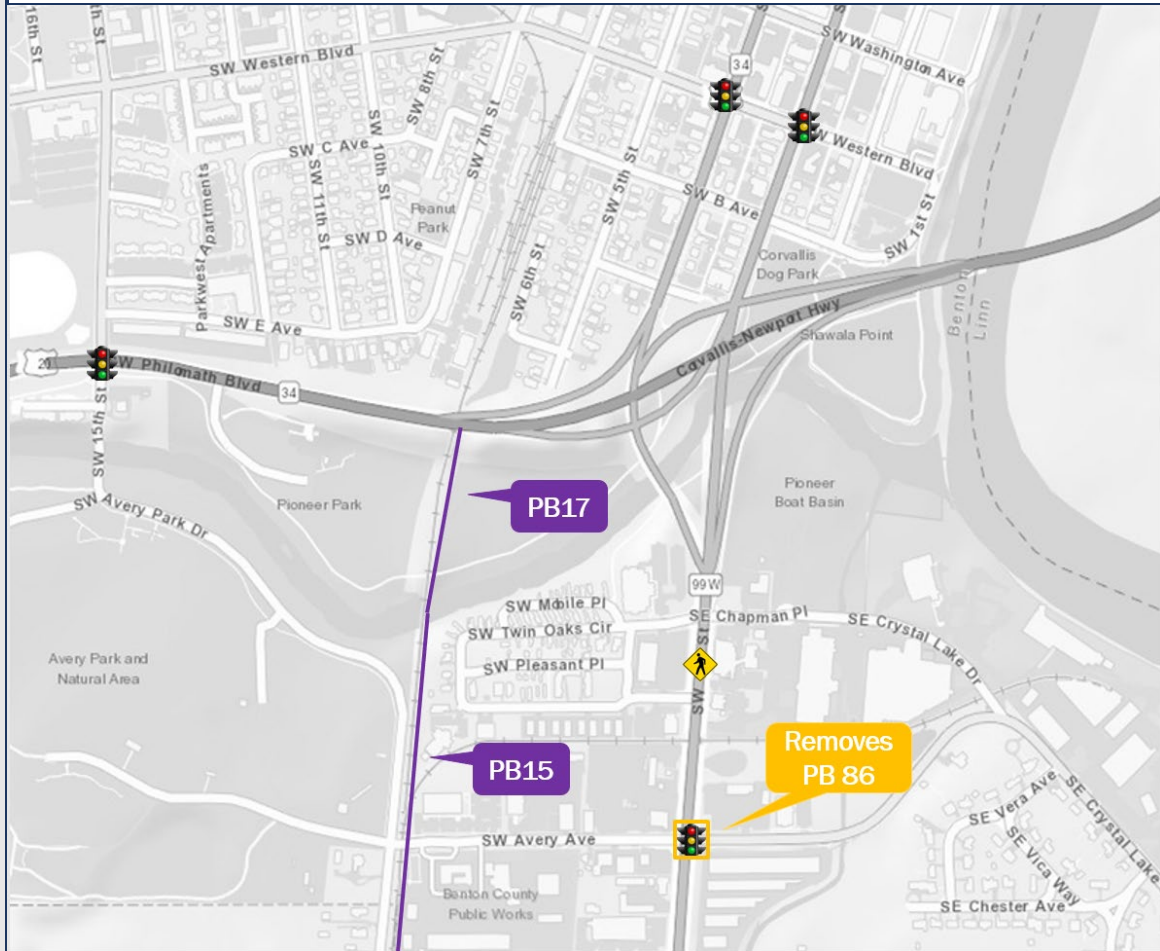 16th St
th St
SW Western Blvd
SW 8th St
SW 7th St
SW 10th St
SW C Ave
SW 11th St
SW D Ave
Parkwest Apartments
SW E Ave
Peanut
Park
SW 5th St
SW 6th St
34
SW Washington Ave
W Western Blvd
SW B Ave
SW 1st St
Corvallis
Dog Park
Corvallis-Newport Hwy
Shawala Point
Benton
Linn
20
W Philomath Blvd
34
SW 15th St
SW Avery Park Dr
Pioneer Park
PB17
Pioneer
Boat Basin
99W
SW Mobile Pl
SW Twin Oaks Cir
SW Pleasant Pl
SE Chapman Pl
SE Crystal Lake Dr
St
SW
Avery Park and
Natural Area
PB15
Removes
PB 86
SW Avery Ave
Benton County
Public Works
SE Vera Ave
SE Vica Way
SE Crystal Lake
SE Chester Ave